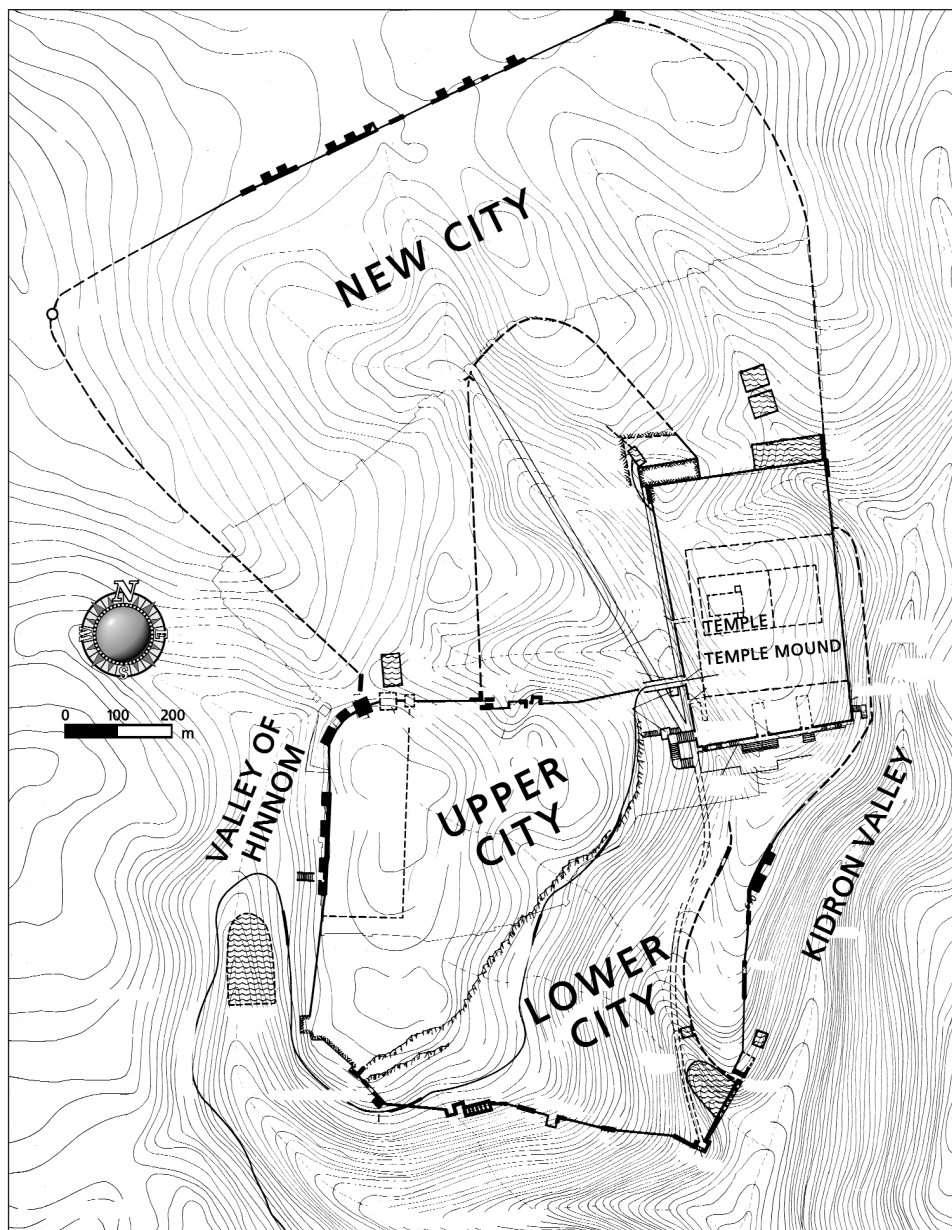 NEW CITY
TEMPLE
TEMPLE MOUND
N
W E
S
0 100 200
m
VALLEY OF
HINNOM
UPPER
CITY
KIDRON VALLEY
LOWER
CITY